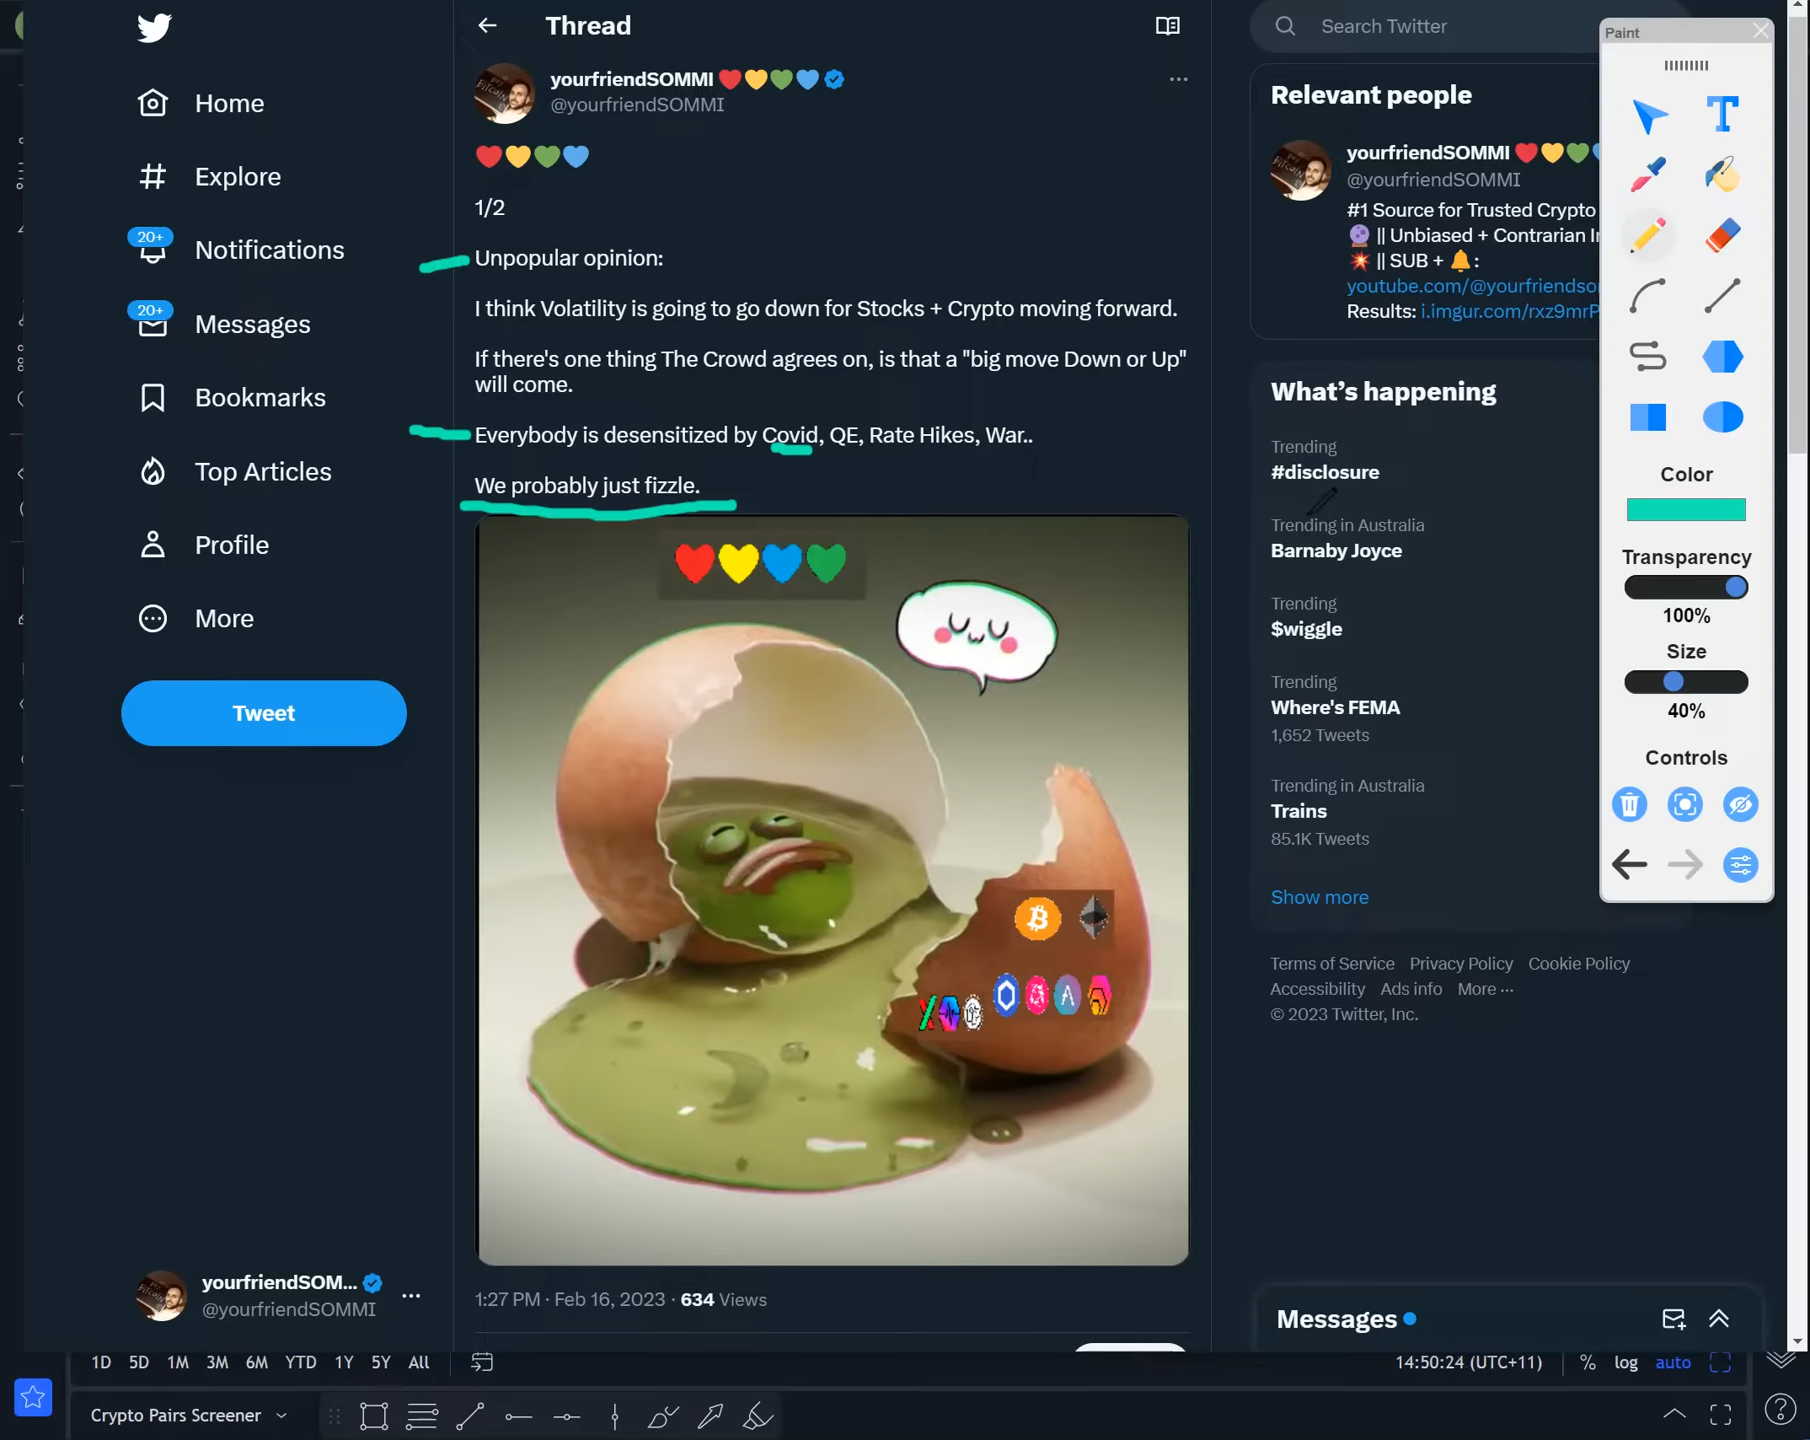 Thread
Search Twitter
Paint
yourfriendSOMMI
@yourfriendSOMMI
Home
Explore
Notifications
20+
Messages
20+
Bookmarks
Top Articles
Profile
More
Tweet
1/2
Unpopular opinion:
I think Volatility is going to go down for Stocks + Crypto moving forward.
If there's one thing The Crowd agrees on, is that a "big move Down or Up"
will come.
Everybody is desensitized by Covid, QE, Rate Hikes, War..
We probably just fizzle.
1:27 PM · Feb 16, 2023 · 634 Views
Relevant people
yourfriendSOMMI
@yourfriendSOMMI
#1 Source for Trusted Crypto
|| Unbiased + Contrarian
|| SUB + :
youtube.com/@yourfriendso
Results: i.imgur.com/rxz9mrP
What's happening
Trending
#disclosure
Trending in Australia
Barnaby Joyce
Trending
$wiggle
Trending
Where's FEMA
1,652 Tweets
Trending in Australia
Trains
85.1K Tweets
Show more
Terms of Service Privacy Policy Cookie Policy
Accessibility Ads info More ...
© 2023 Twitter, Inc.
Color
Transparency
100%
Size
40%
Controls
yourfriendSOM...
@yourfriendSOMMI
Messages
1D 5D 1M 3M 6M YTD 1Y 5Y All
14:50:24 (UTC+11) % log auto
Crypto Pairs Screener